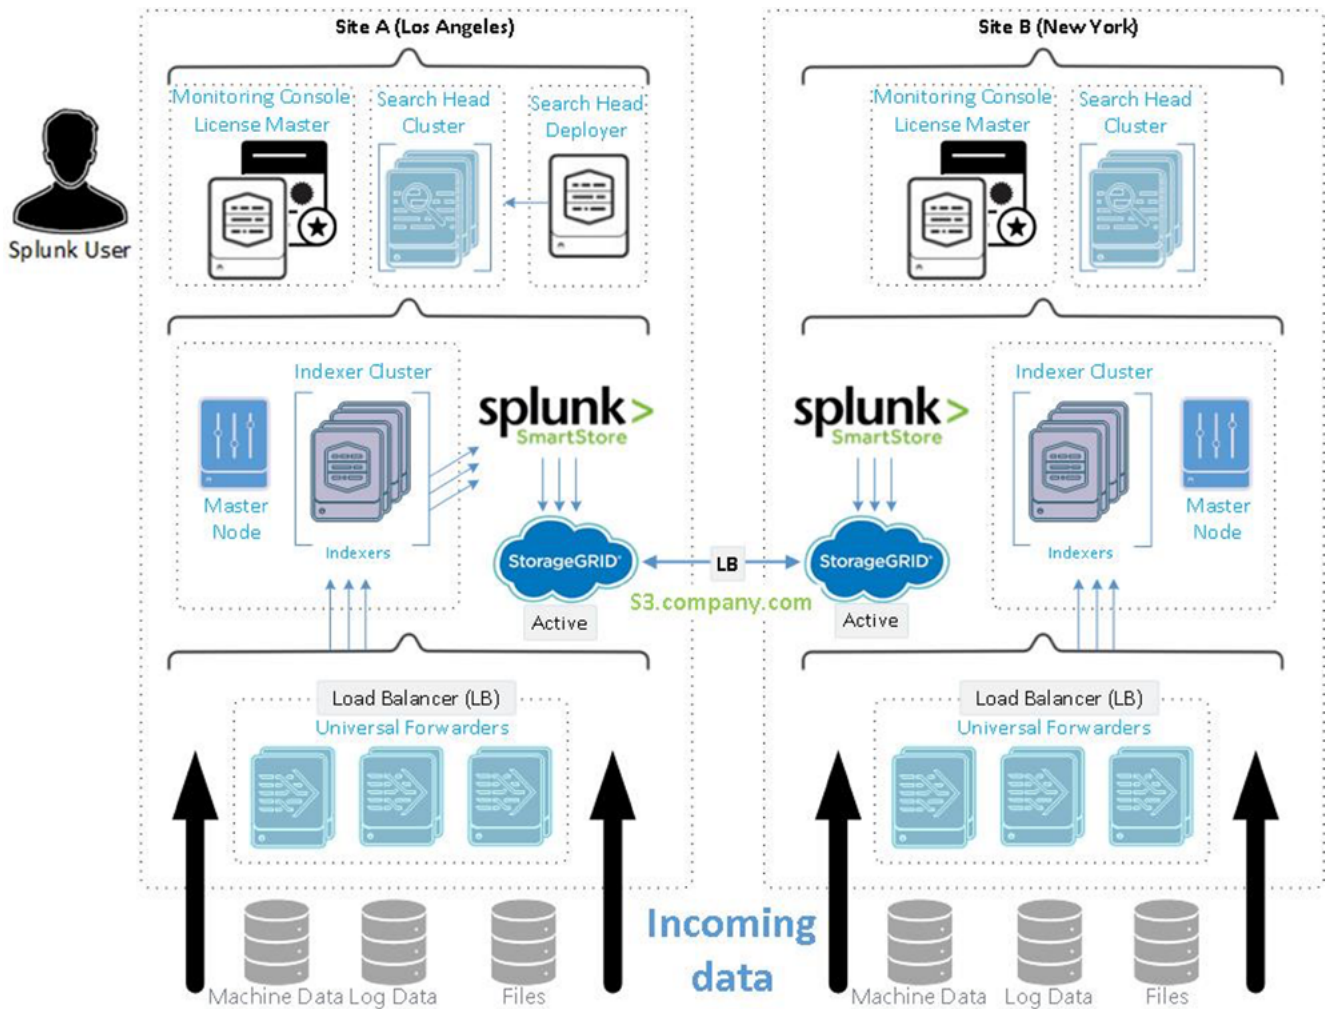 Site A (Los Angeles)
Monitoring Console
License Master
Search Head
Cluster
Search Head
Deployer
Splunk User
Indexer Cluster
Master
Node
Indexers
splunk>
SmartStore
StorageGRID®
Active
LB
S3.company.com
Load Balancer (LB)
Universal Forwarders
Machine Data
Log Data
Files
Incoming
data
Site B (New York)
Monitoring Console
License Master
Search Head
Cluster
splunk>
SmartStore
StorageGRID®
Active
Indexer Cluster
Indexers
Master
Node
Load Balancer (LB)
Universal Forwarders
Machine Data
Log Data
Files